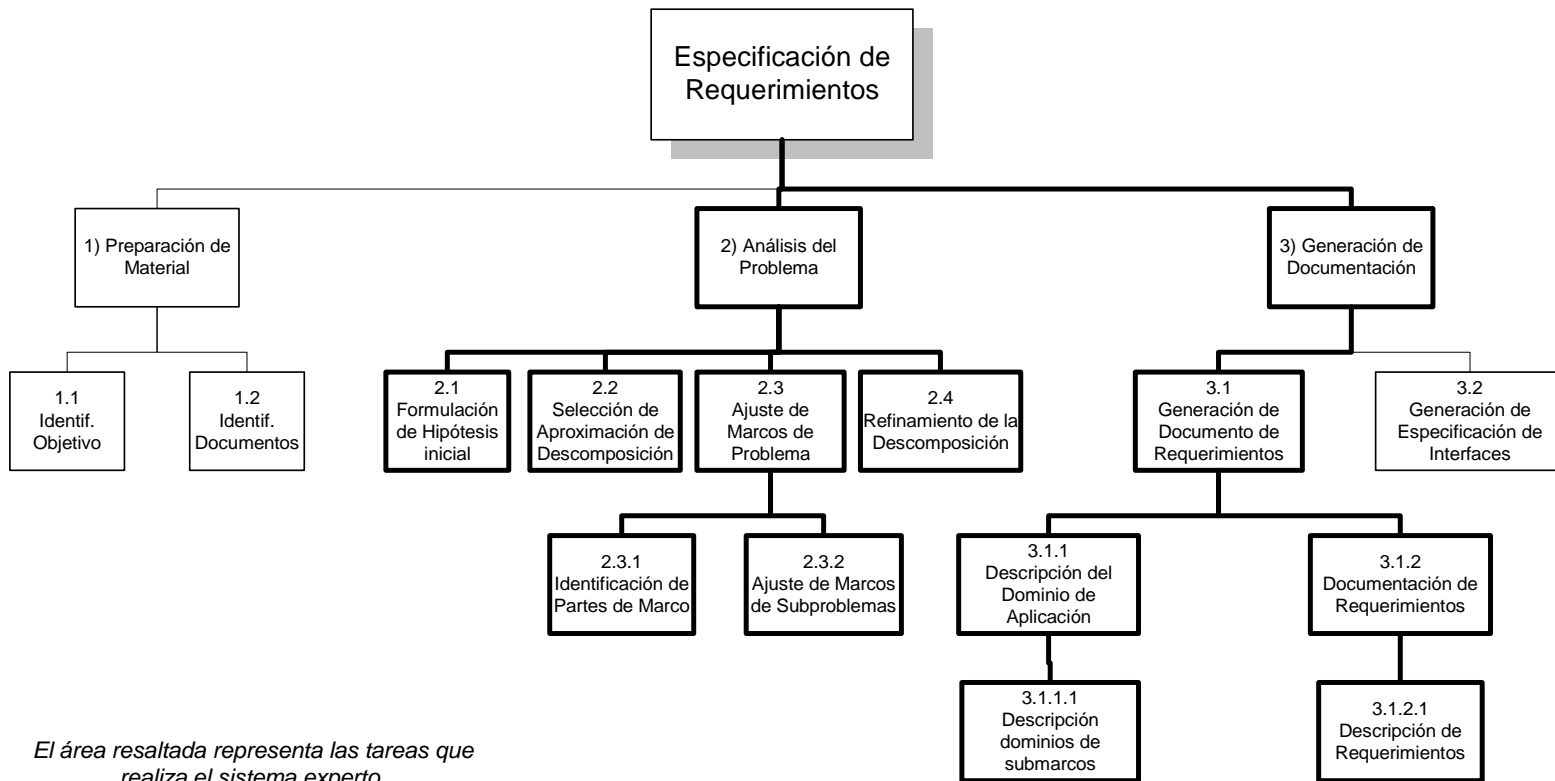 Especificación de
Requerimientos
1) Preparación de
Material
2) Análisis del
Problema
3) Generación de
Documentación
1.1
Identif.
Objetivo
1.2
Identif.
Documentos
2.1
Formulación
de Hipótesis
inicial
2.2
Selección de
Aproximación de
Descomposición
2.3
Ajuste de
Marcos de
Problema
2.4
Refinamiento de la
Descomposición
3.1
Generación de
Documento de
Requerimientos
3.2
Generación de
Especificación de
Interfaces
2.3.1
Identificación de
Partes de Marco
2.3.2
Ajuste de Marcos
de Subproblemas
3.1.1
Descripción del
Dominio de
Aplicación
3.1.2
Documentación de
Requerimientos
3.1.1.1
Descripción
dominios de
submarcos
3.1.2.1
Descripción de
Requerimientos
El área resaltada representa las tareas que
realiza el sistema experto